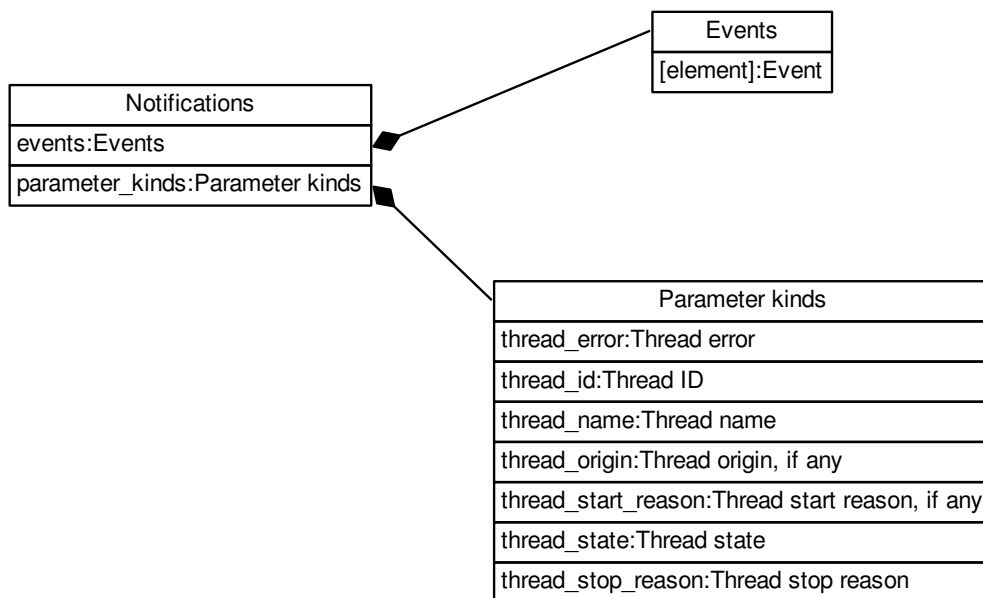 Events
[element]:Event
Notifications
events:Events
parameter_kinds:Parameter kinds
Parameter kinds
thread_error:Thread error
thread_id:Thread ID
thread_name:Thread name
thread_origin:Thread origin, if any
thread_start_reason:Thread start reason, if any
thread_state:Thread state
thread_stop_reason:Thread stop reason